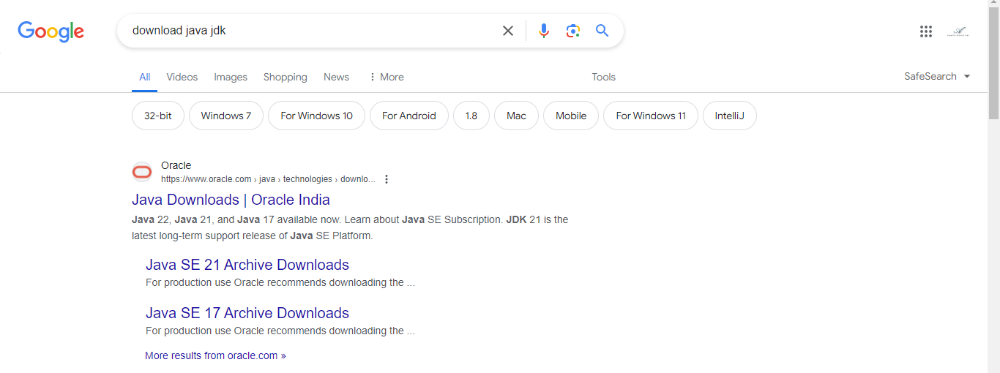 Google
download java jdk
All Videos Images Shopping News More Tools SafeSearch
32-bit Windows 7 For Windows 10 For Android 1.8 Mac Mobile For Windows 11 IntelliJ
Oracle
https://www.oracle.com › java › technologies › downlo...
Java Downloads | Oracle India
Java 22, Java 21, and Java 17 available now. Learn about Java SE Subscription. JDK 21 is the
latest long-term support release of Java SE Platform.
Java SE 21 Archive Downloads
For production use Oracle recommends downloading the ...
Java SE 17 Archive Downloads
For production use Oracle recommends downloading the ...
More results from oracle.com »